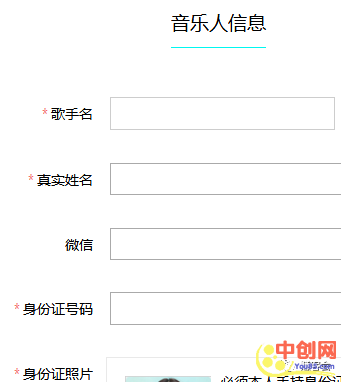 音乐人信息
* 歌手名
* 真实姓名
微信
* 身份证号码
* 身份证照片
中创网
必须本人手持身份证